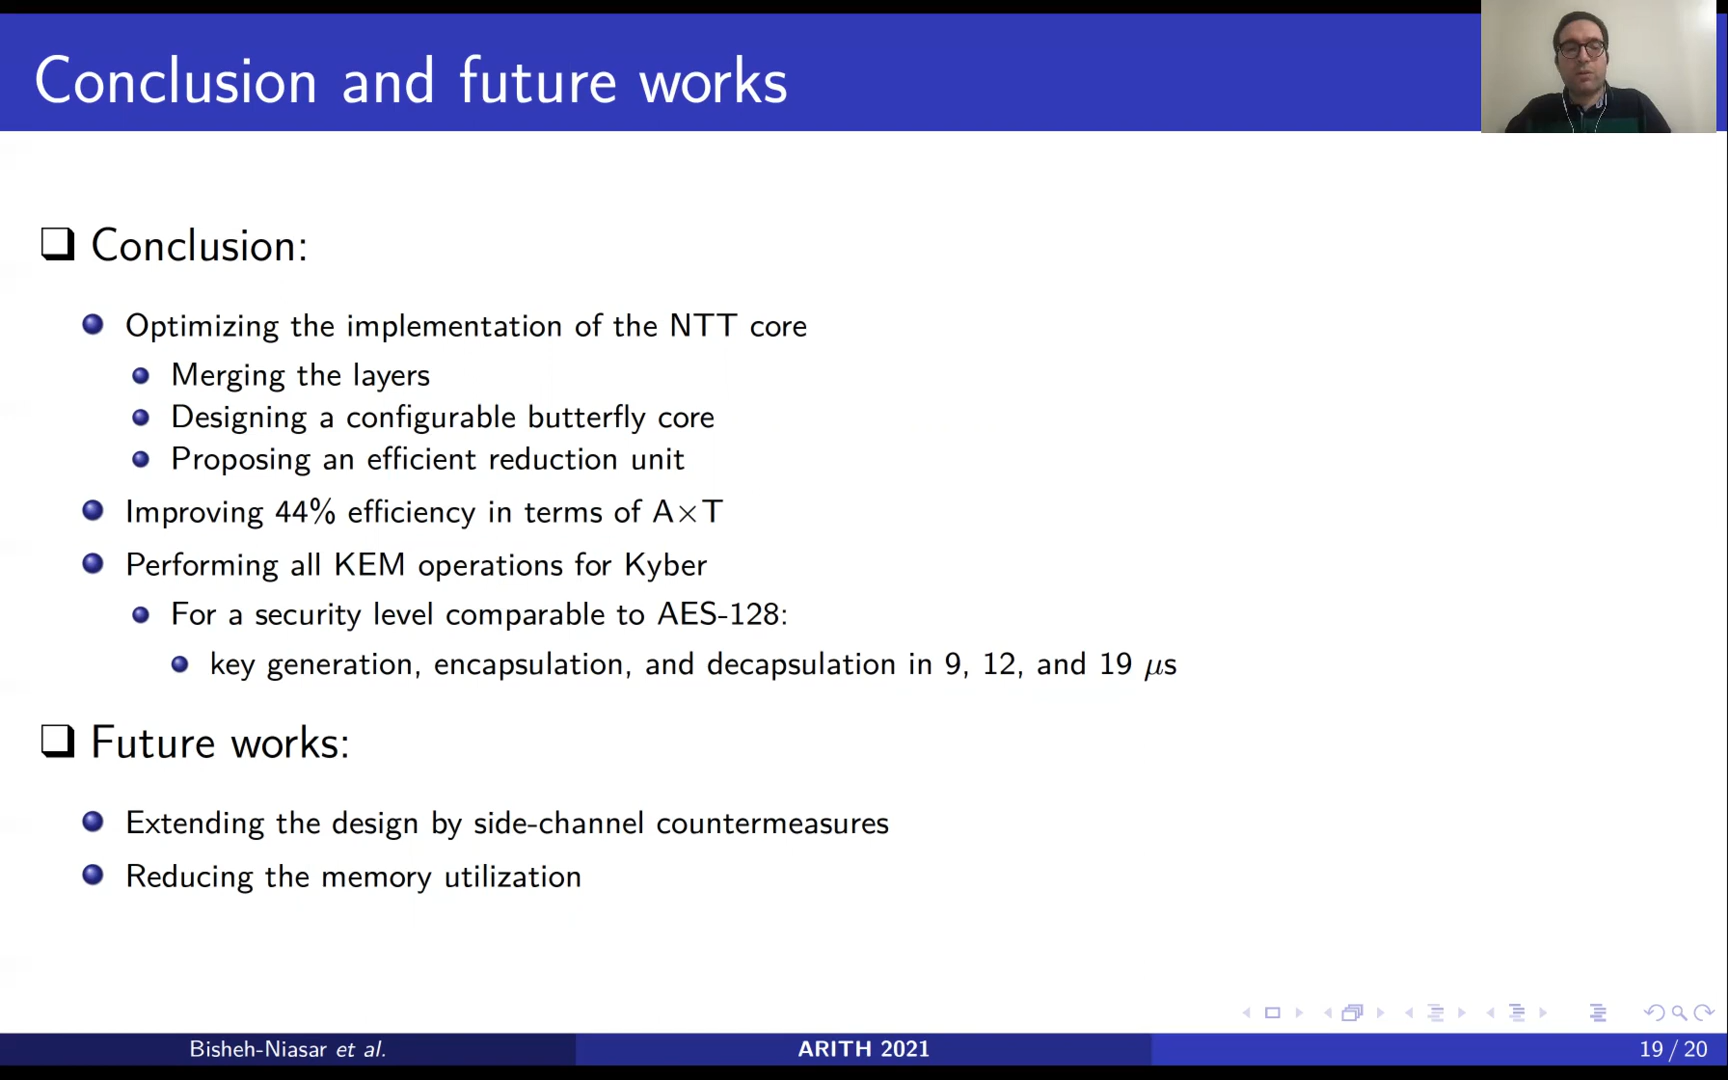 Conclusion and future works
Conclusion:
Optimizing the implementation of the NTT core
Merging the layers
Designing a configurable butterfly core
Proposing an efficient reduction unit
Improving 44% efficiency in terms of A×T
Performing all KEM operations for Kyber
For a security level comparable to AES-128:
key generation, encapsulation, and decapsulation in 9, 12, and 19 μs
Future works:
Extending the design by side-channel countermeasures
Reducing the memory utilization
Bisheh-Niasar et al.
ARITH 2021
19 / 20